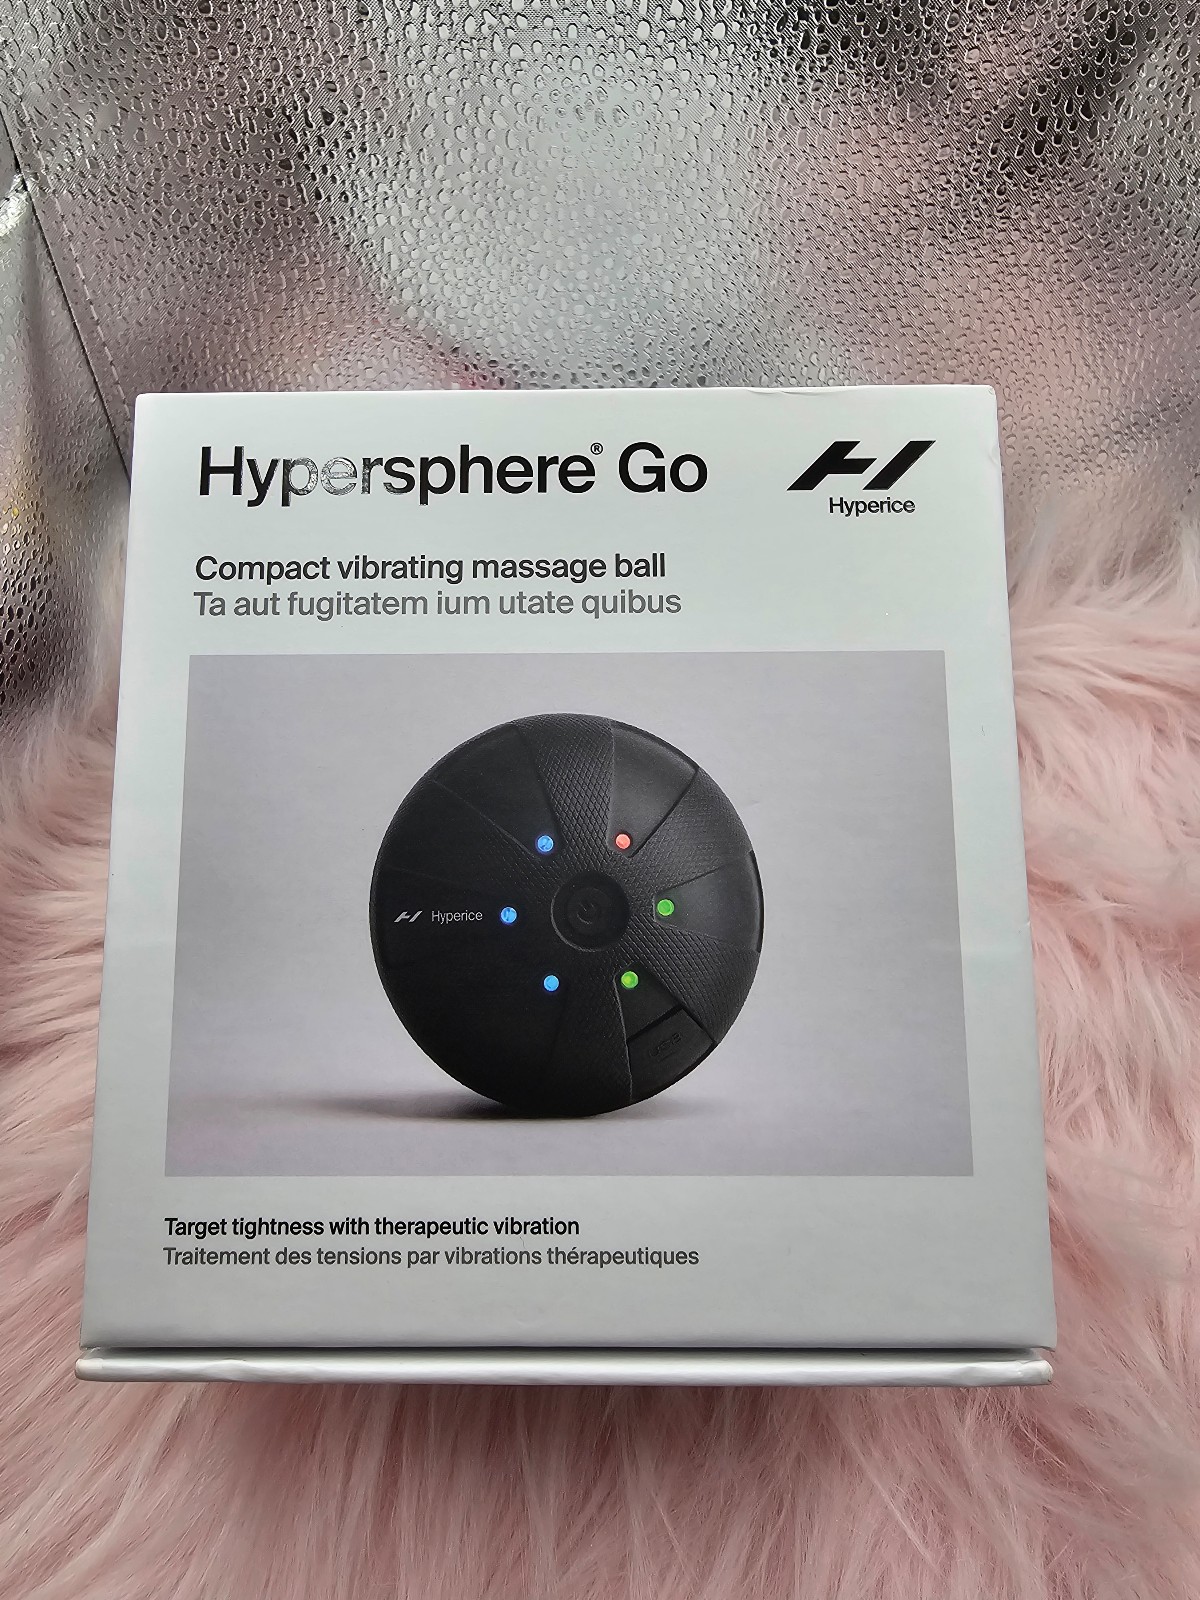 Hypersphere® Go
Hyperice
Compact vibrating massage ball
Ta aut fugitatem ium utate quibus
Hyperice
Target tightness with therapeutic vibration
Traitement des tensions par vibrations thérapeutiques